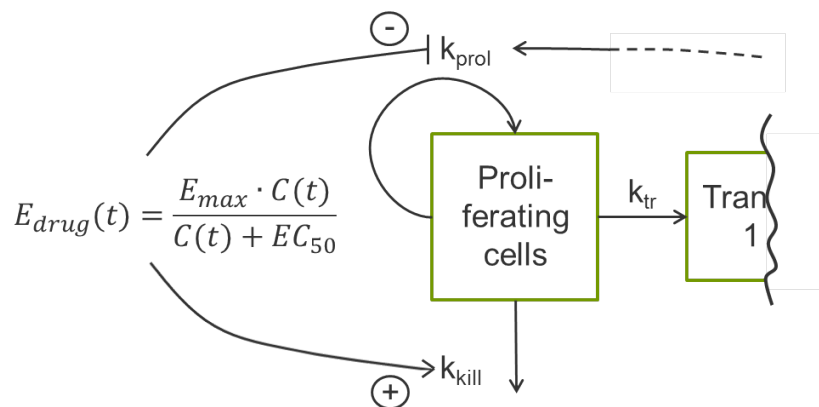 -
k_prol
Proli-
ferating
cells
k_tr
Tran
1
E_drug(t) = E_max · C(t) / C(t) + EC_50
k_kill
+